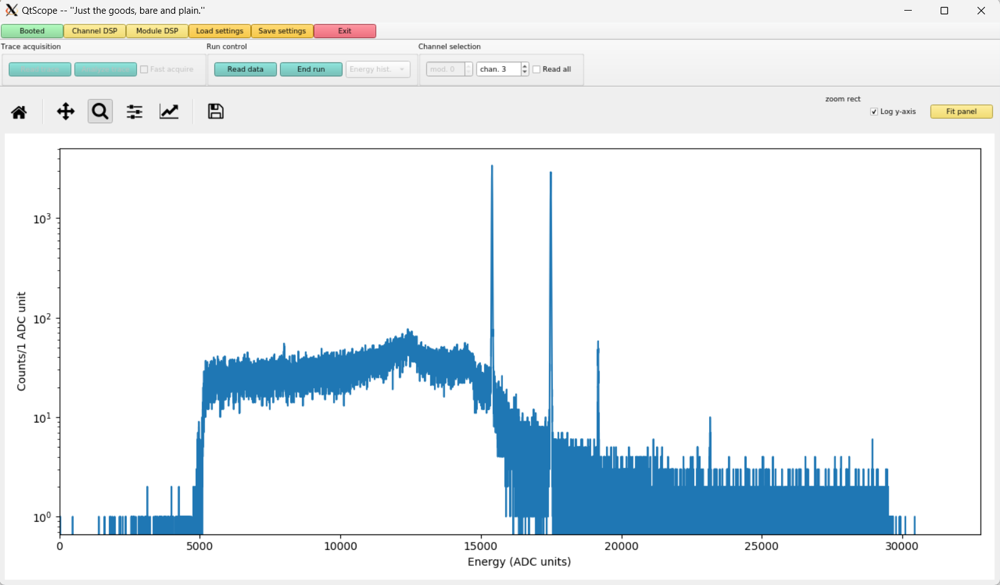 QtScope -- "Just the goods, bare and plain."
Booted Channel DSP Module DSP Load settings Save settings Exit
Trace acquisition Run control Channel selection
Fast acquire Read data End run Energy hist. mod. 0 chan. 3 Read all
zoom rect
Log y-axis Fit panel
10³
10²
10¹
10⁰
Counts/1 ADC unit
0 5000 10000 15000 20000 25000 30000
Energy (ADC units)